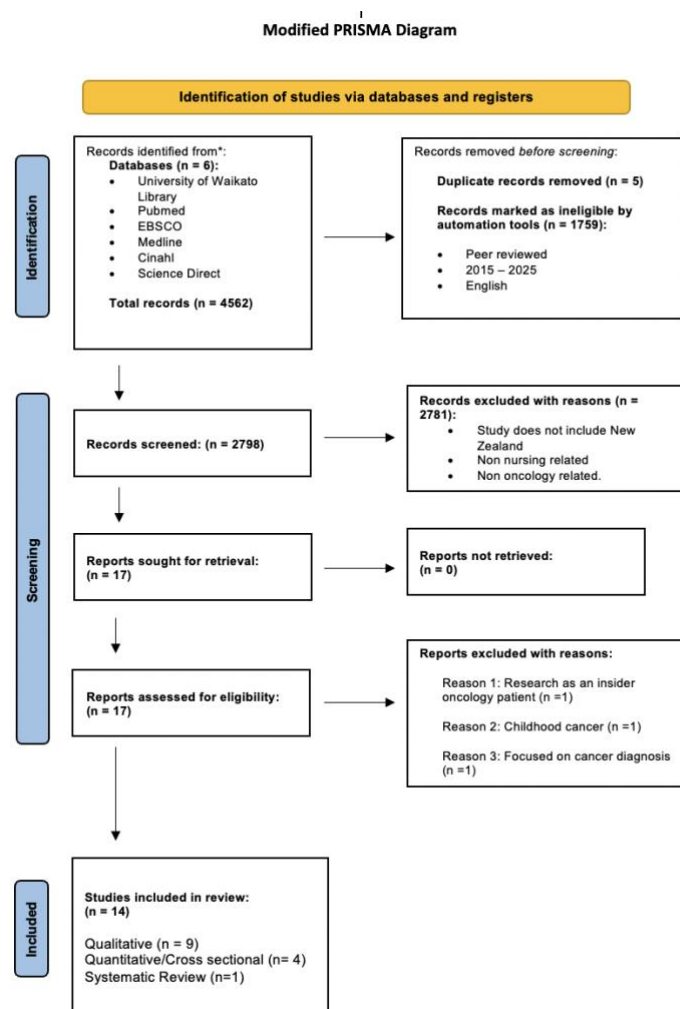 Modified PRISMA Diagram
Identification of studies via databases and registers
Identification
Records identified from*:
Databases (n = 6):
• University of Waikato
Library
• Pubmed
• EBSCO
• Medline
• Cinahl
• Science Direct
Total records (n = 4562)
Records removed before screening:
Duplicate records removed (n = 5)
Records marked as ineligible by
automation tools (n = 1759):
• Peer reviewed
• 2015 – 2025
• English
Screening
Records screened: (n = 2798)
Records excluded with reasons (n =
2781):
• Study does not include New
Zealand
• Non nursing related
• Non oncology related.
Reports sought for retrieval:
(n = 17)
Reports not retrieved:
(n = 0)
Reports assessed for eligibility:
(n = 17)
Reports excluded with reasons:
Reason 1: Research as an insider
oncology patient (n =1)
Reason 2: Childhood cancer (n =1)
Reason 3: Focused on cancer diagnosis
(n =1)
Included
Studies included in review:
(n = 14)
Qualitative (n = 9)
Quantitative/Cross sectional (n= 4)
Systematic Review (n=1)